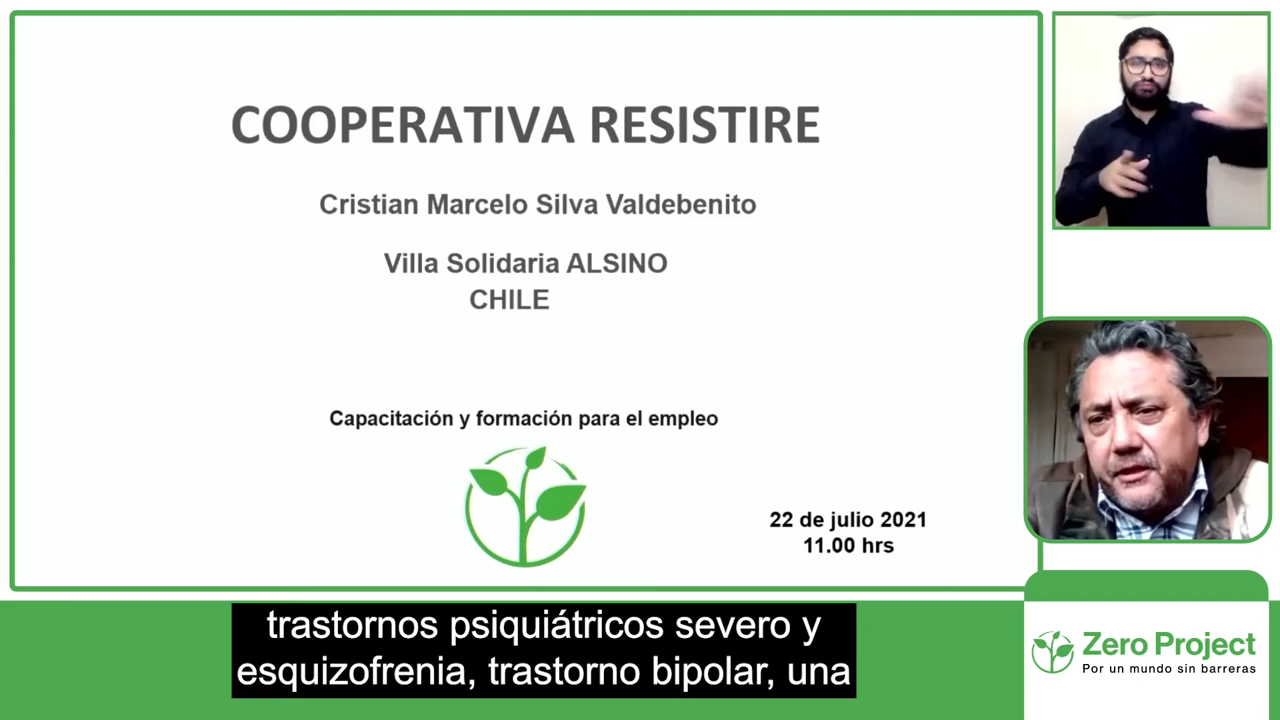 COOPERATIVA RESISTIRE
Cristian Marcelo Silva Valdebenito
Villa Solidaria ALSINO
CHILE
Capacitación y formación para el empleo
22 de julio 2021
11.00 hrs
trastornos psiquiátricos severo y
esquizofrenia, trastorno bipolar, una
Zero Project
Por un mundo sin barreras